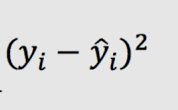 (yᵢ − ŷᵢ)²